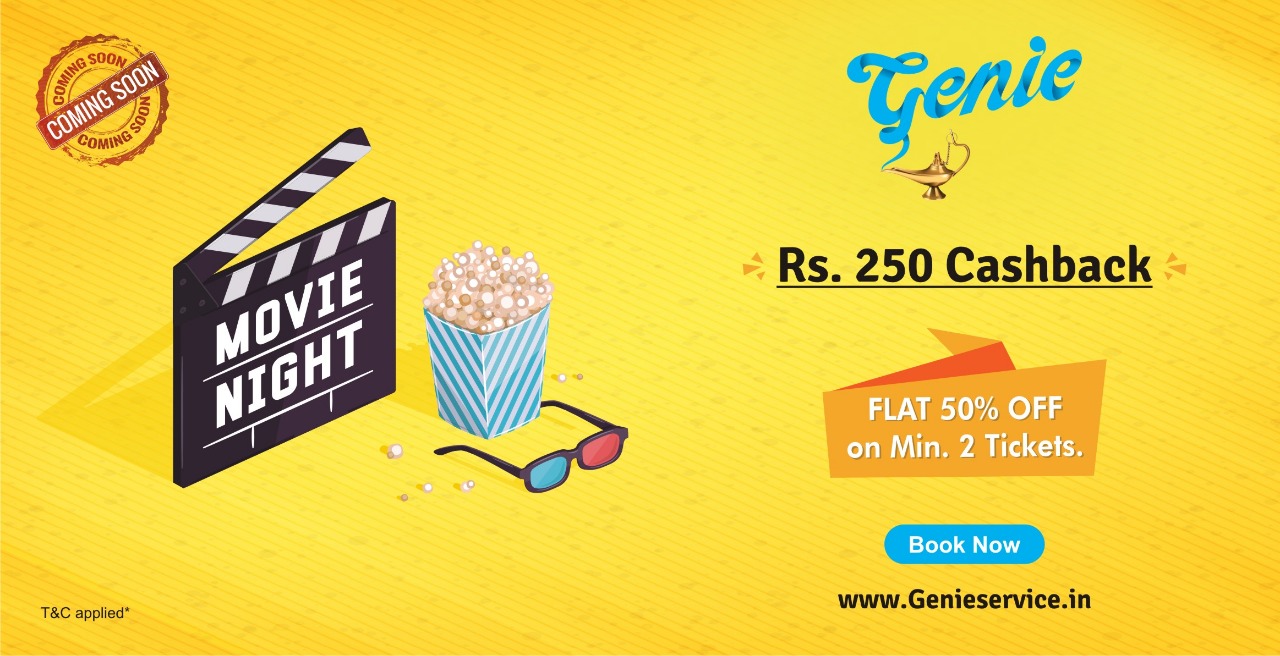 COMING SOON
COMING SOON
COMING SOON
Genie
MOVIE
NIGHT
Rs. 250 Cashback
FLAT 50% OFF
on Min. 2 Tickets.
Book Now
www.Genieservice.in
T&C applied*